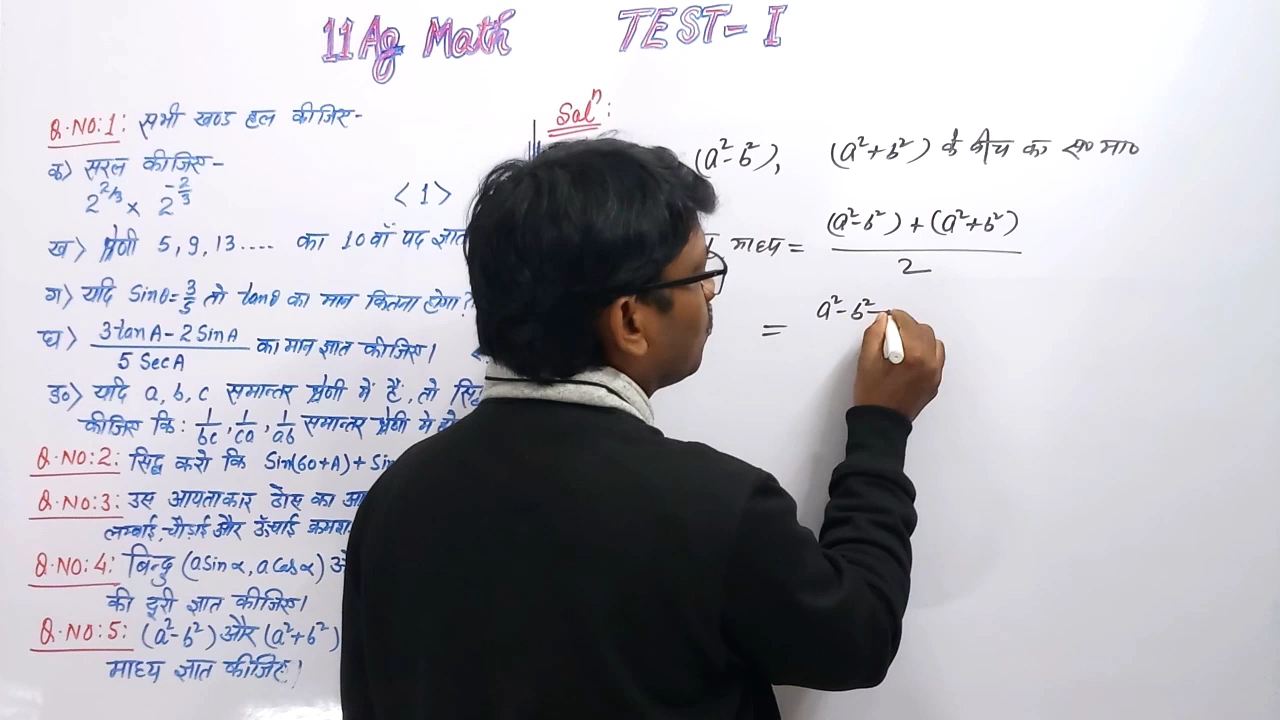 11Ag Math TEST-I
Q.NO:1: सभी खण्ड हल कीजिए-
क> सरल कीजिए-
2^{2/3} × 2^{-2/3} <1>
ख> श्रेणी 5, 9, 13.... का 10वाँ पद ज्ञात
ग> यदि Sinθ = 3/5 तो tanθ का मान कितना होगा?
घ> (3tanA - 2SinA)/(5 SecA) का मान ज्ञात कीजिए।
ङ> यदि a, b, c समान्तर श्रेणी में हैं, तो
कीजिए कि: 1/bc, 1/ca, 1/ab समान्तर श्रेणी में
Q.NO:2: सिद्ध करो कि Sin(60+A) + Sin
Q.NO:3: उस आयताकार ठोस का
लम्बाई, चौड़ाई और ऊँचाई क्रमशः
Q.NO:4: बिन्दु (aSinα, aCosα)
की दूरी ज्ञात कीजिए।
Q.NO:5: (a²-b²) और (a²+b²)
माध्य ज्ञात कीजिए।
Solⁿ:
(a²-b²), (a²+b²) के बीच का स० मा०
माध्य = ((a²-b²) + (a²+b²))/2
= a²-b²